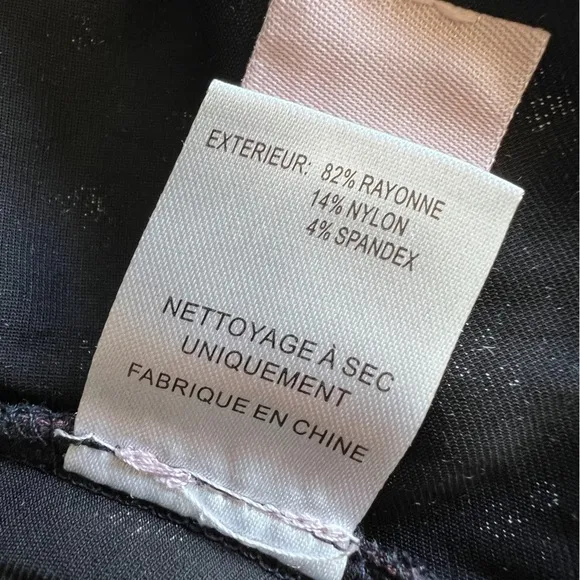 EXTERIEUR: 82% RAYONNE
14% NYLON
4% SPANDEX
NETTOYAGE À SEC
UNIQUEMENT
FABRIQUE EN CHINE